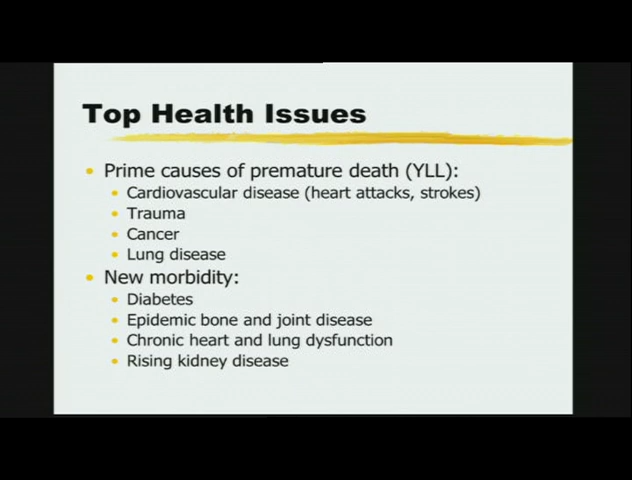 Top Health Issues
Prime causes of premature death (YLL):
Cardiovascular disease (heart attacks, strokes)
Trauma
Cancer
Lung disease
New morbidity:
Diabetes
Epidemic bone and joint disease
Chronic heart and lung dysfunction
Rising kidney disease